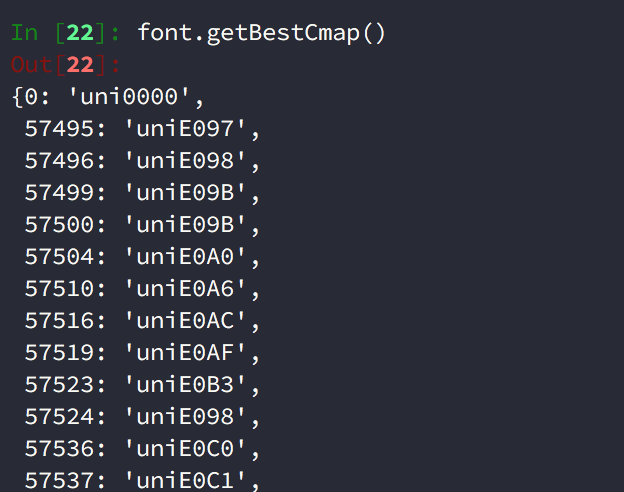 In [22]: font.getBestCmap()
Out[22]:
{0: 'uni0000',
 57495: 'uniE097',
 57496: 'uniE098',
 57499: 'uniE09B',
 57500: 'uniE09B',
 57504: 'uniE0A0',
 57510: 'uniE0A6',
 57516: 'uniE0AC',
 57519: 'uniE0AF',
 57523: 'uniE0B3',
 57524: 'uniE098',
 57536: 'uniE0C0',
 57537: 'uniE0C1',